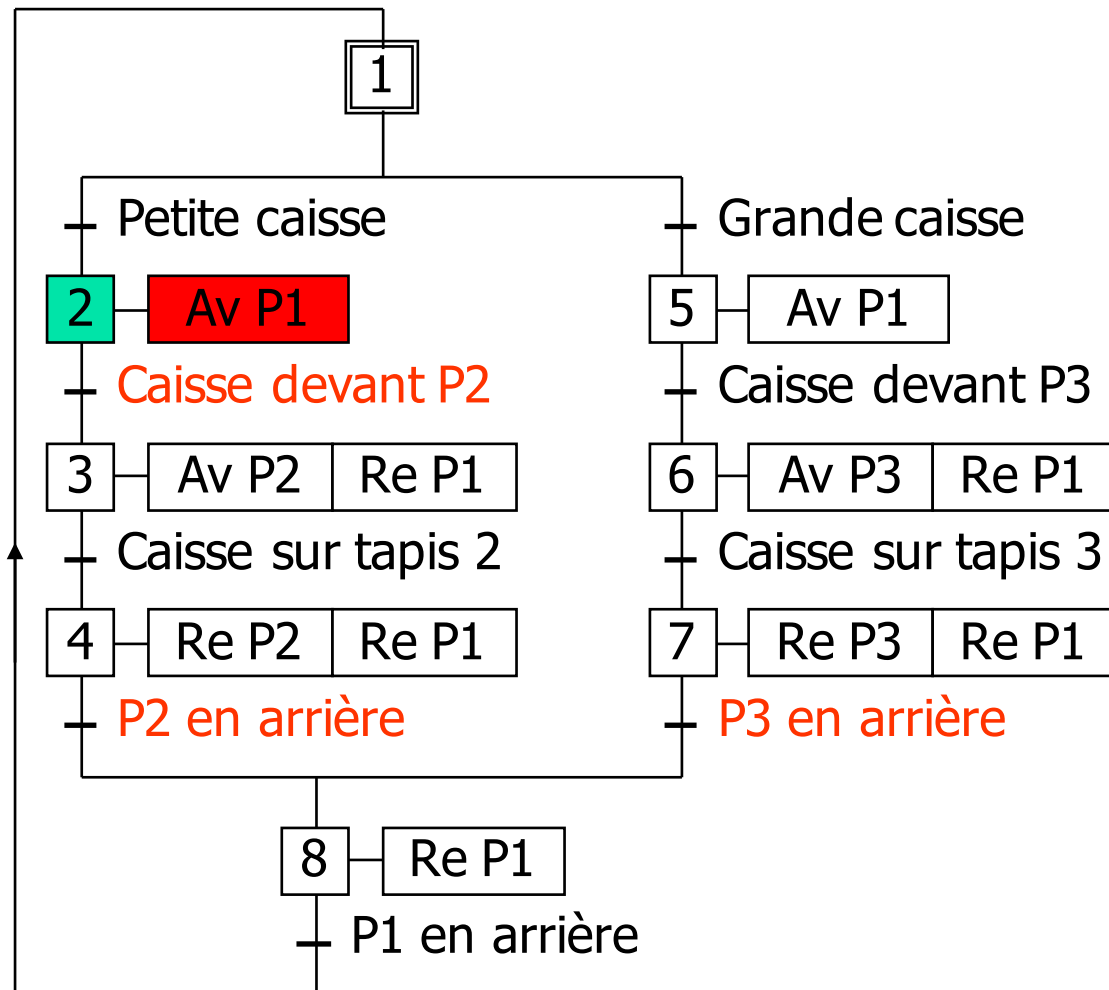 1
Petite caisse Grande caisse
2 Av P1 5 Av P1
Caisse devant P2 Caisse devant P3
3 Av P2 Re P1 6 Av P3 Re P1
Caisse sur tapis 2 Caisse sur tapis 3
4 Re P2 Re P1 7 Re P3 Re P1
P2 en arrière P3 en arrière
8 Re P1
P1 en arrière